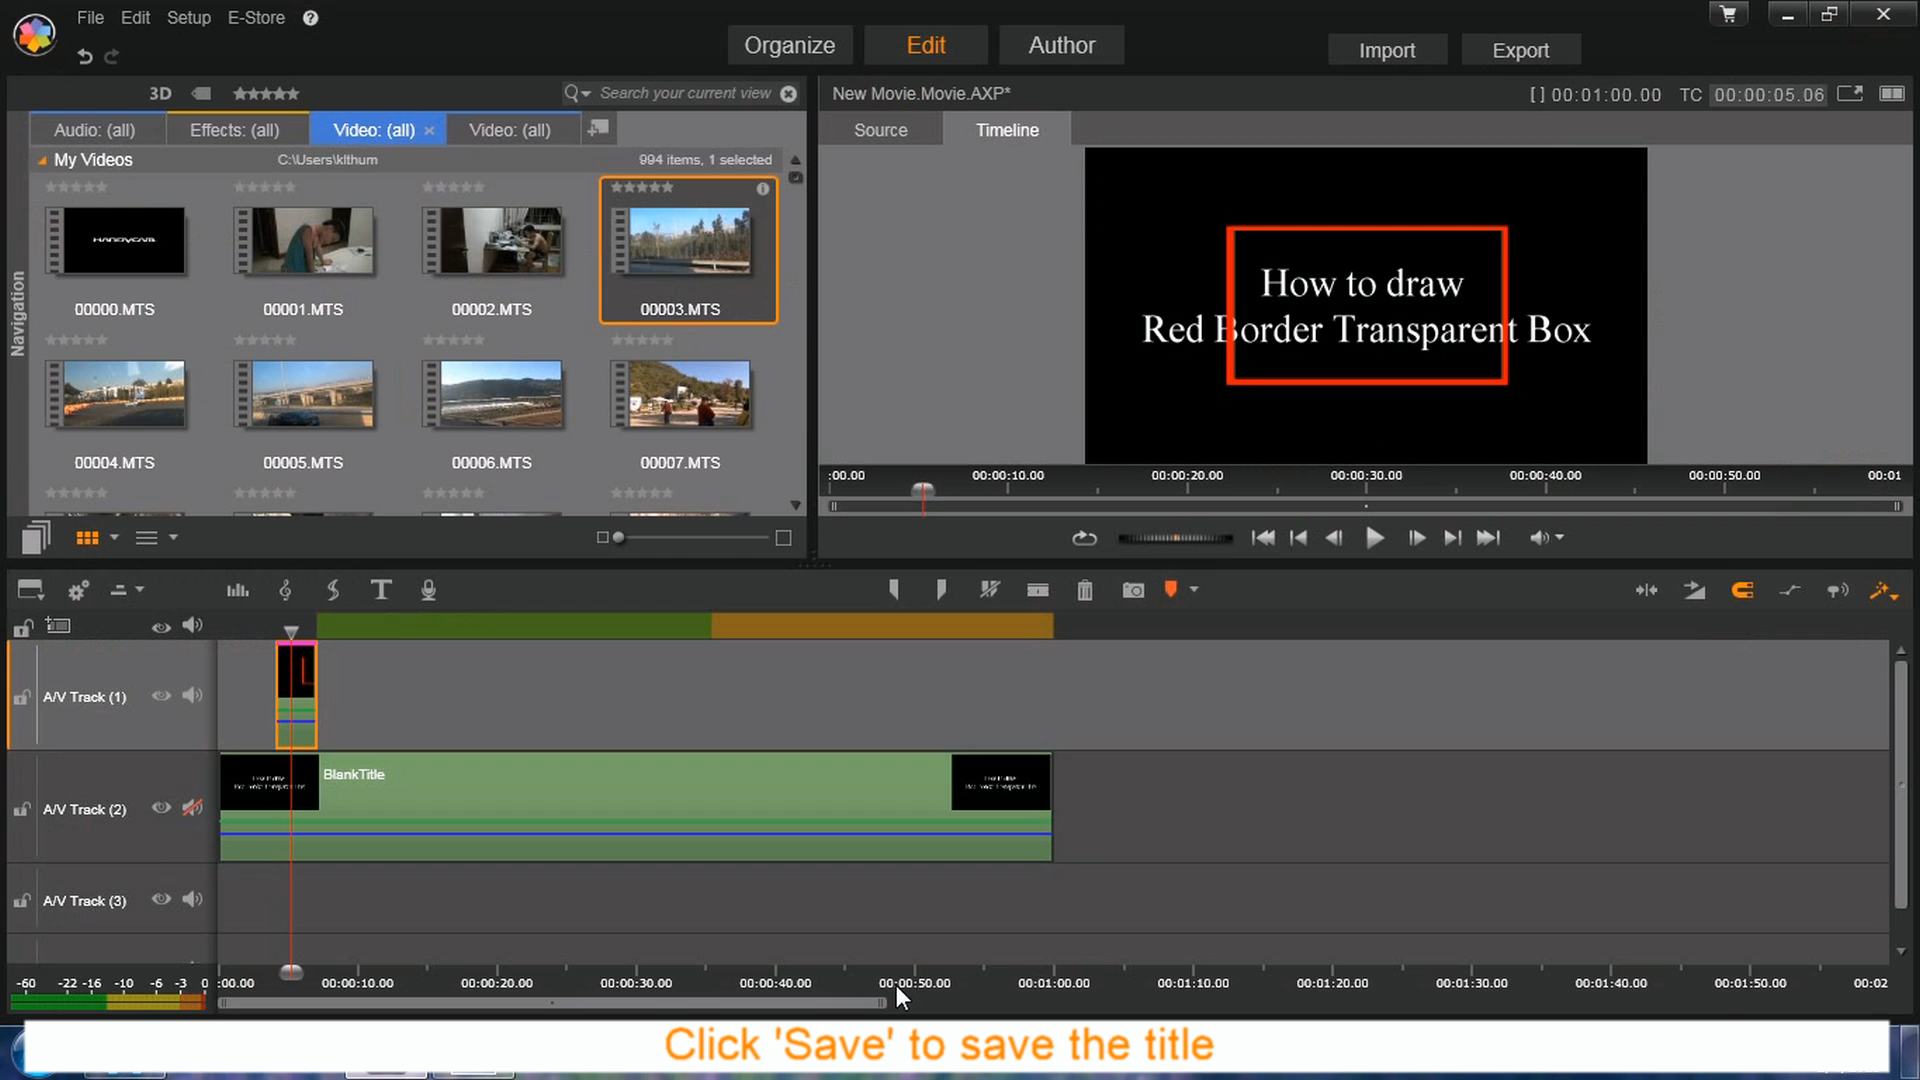 File Edit Setup E-Store ?
Organize Edit Author Import Export
3D Search your current view
New Movie.Movie.AXP* [ ] 00:01:00.00 TC 00:00:05.06
Audio: (all) Effects: (all) Video: (all) Video: (all)
Source Timeline
My Videos C:\Users\klthum 994 items, 1 selected
Navigation
HANDYCAM
00000.MTS 00001.MTS 00002.MTS 00003.MTS
00004.MTS 00005.MTS 00006.MTS 00007.MTS
How to draw
Red Border Transparent Box
:00.00 00:00:10.00 00:00:20.00 00:00:30.00 00:00:40.00 00:00:50.00 00:01
A/V Track (1)
A/V Track (2)
BlankTitle
A/V Track (3)
-60 -22 -16 -10 -6 -3 0
:00.00 00:00:10.00 00:00:20.00 00:00:30.00 00:00:40.00 00:00:50.00 00:01:00.00 00:01:10.00 00:01:20.00 00:01:30.00 00:01:40.00 00:01:50.00 00:02
Click 'Save' to save the title